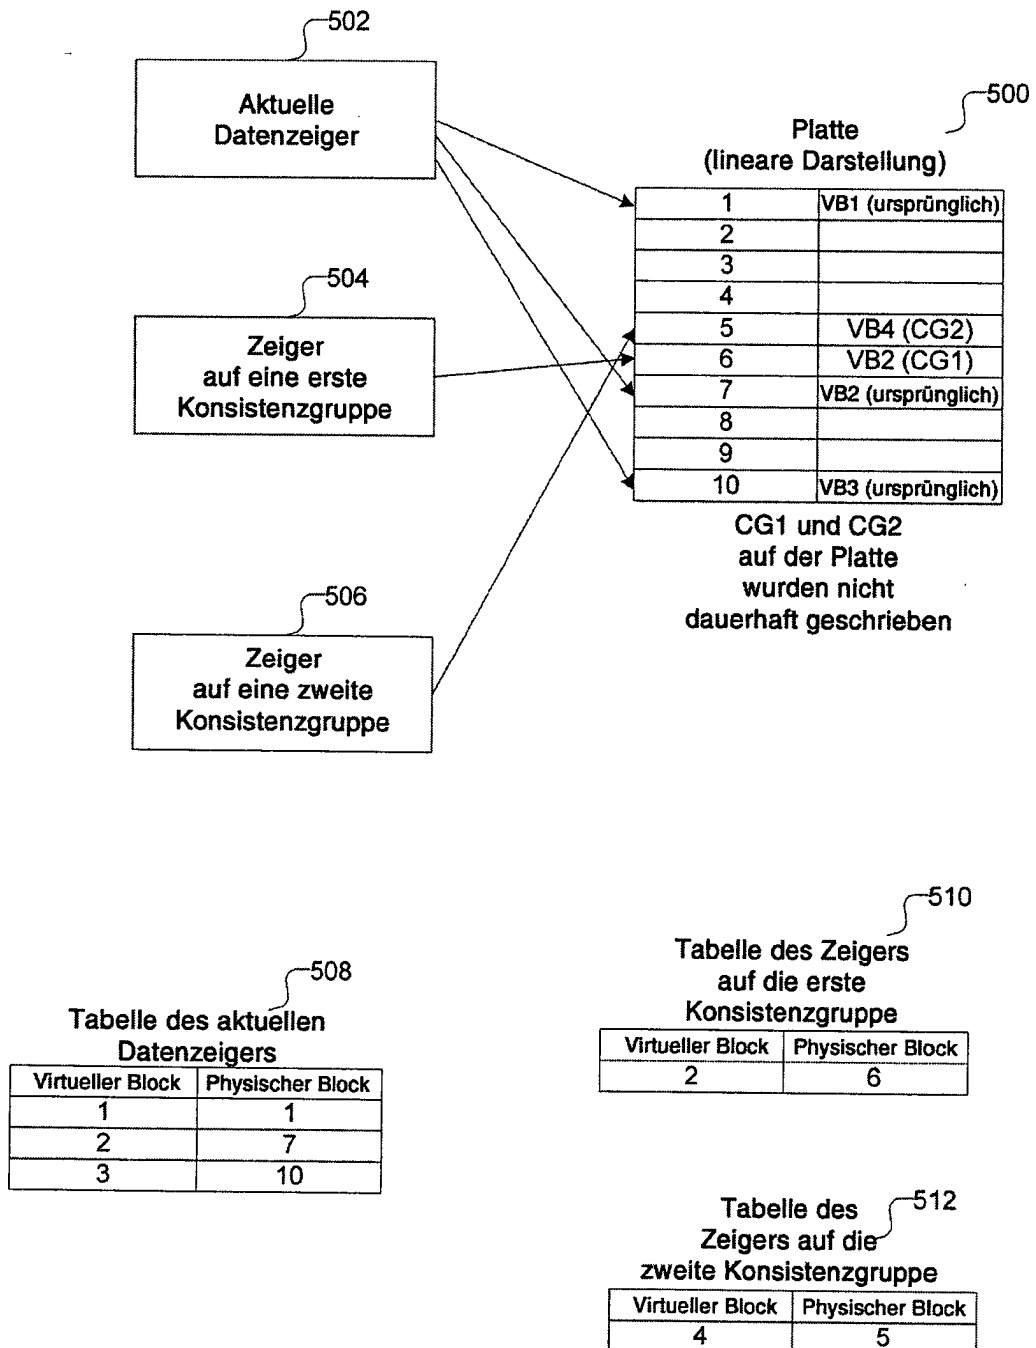 502
Aktuelle
Datenzeiger
500
Platte
(lineare Darstellung)
1 VB1 (ursprünglich)
2
3
4
5 VB4 (CG2)
6 VB2 (CG1)
7 VB2 (ursprünglich)
8
9
10 VB3 (ursprünglich)
CG1 und CG2
auf der Platte
wurden nicht
dauerhaft geschrieben
504
Zeiger
auf eine erste
Konsistenzgruppe
506
Zeiger
auf eine zweite
Konsistenzgruppe
508
Tabelle des aktuellen
Datenzeigers
Virtueller Block Physischer Block
1 1
2 7
3 10
510
Tabelle des Zeigers
auf die erste
Konsistenzgruppe
Virtueller Block Physischer Block
2 6
512
Tabelle des
Zeigers auf die
zweite Konsistenzgruppe
Virtueller Block Physischer Block
4 5